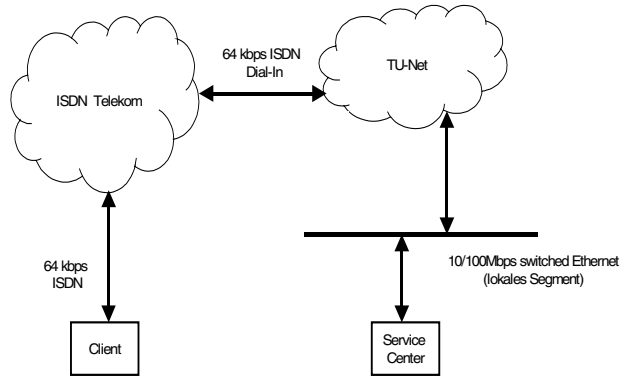 64 kbps ISDN
Dial-In
TU-Net
ISDN Telekom
64 kbps
ISDN
10/100Mbps switched Ethernet
(lokales Segment)
Client
Service
Center